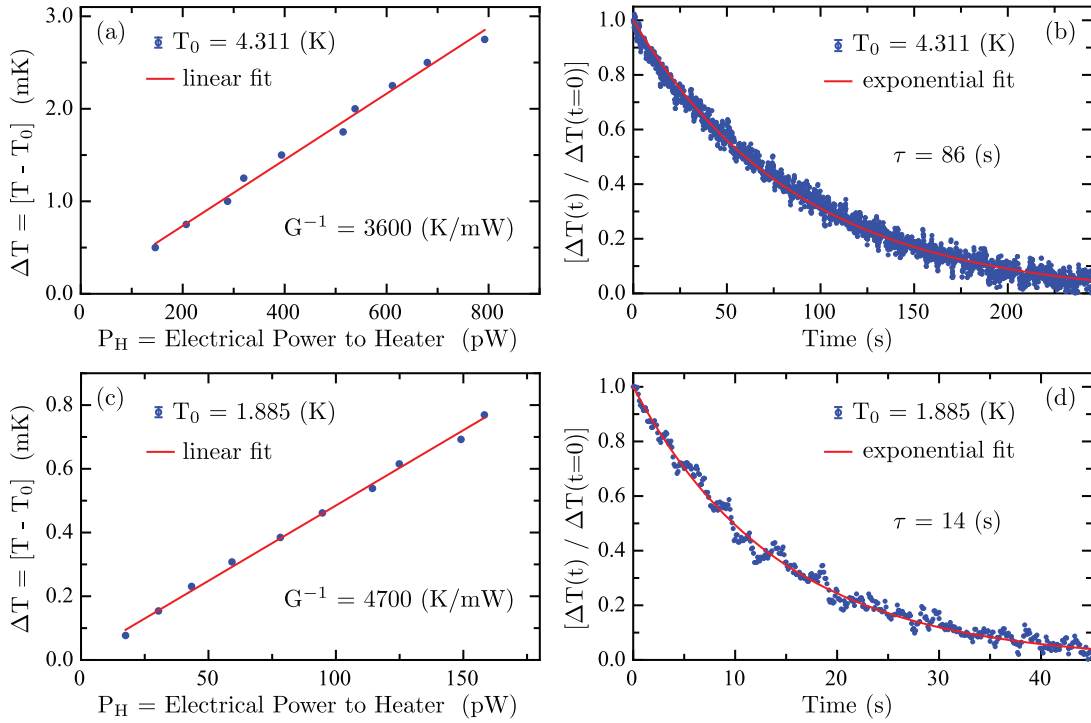 (a)
T₀ = 4.311 (K)
linear fit
G⁻¹ = 3600 (K/mW)
ΔT = [T - T₀] (mK)
3.0
2.0
1.0
0.0
0
200
400
600
800
P_H = Electrical Power to Heater (pW)
(b)
T₀ = 4.311 (K)
exponential fit
τ = 86 (s)
[ΔT(t) / ΔT(t=0)]
1.0
0.8
0.6
0.4
0.2
0.0
0
50
100
150
200
Time (s)
(c)
T₀ = 1.885 (K)
linear fit
G⁻¹ = 4700 (K/mW)
ΔT = [T - T₀] (mK)
0.8
0.6
0.4
0.2
0.0
0
50
100
150
P_H = Electrical Power to Heater (pW)
(d)
T₀ = 1.885 (K)
exponential fit
τ = 14 (s)
[ΔT(t) / ΔT(t=0)]
1.0
0.8
0.6
0.4
0.2
0.0
0
10
20
30
40
Time (s)